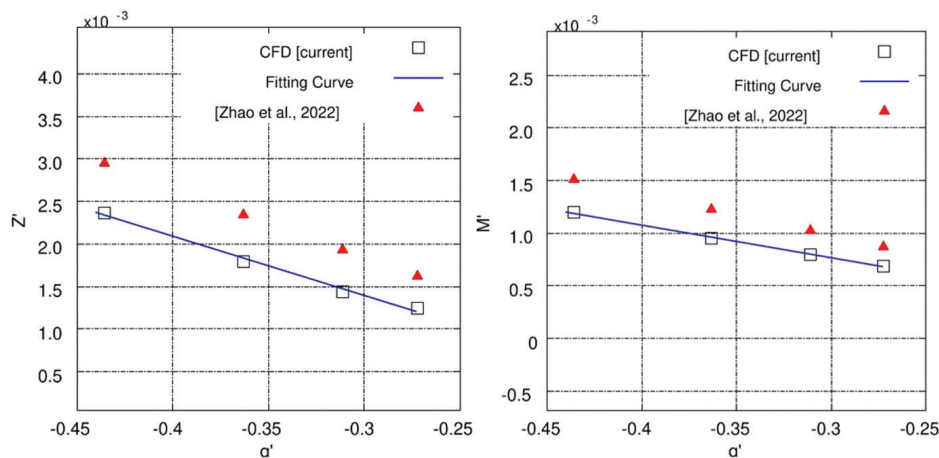 x10 -3
CFD [current]
Fitting Curve
[Zhao et al., 2022]
4.0
3.5
3.0
2.5
2.0
1.5
1.0
0.5
Z'
-0.45 -0.4 -0.35 -0.3 -0.25
q'
x10 -3
CFD [current]
Fitting Curve
[Zhao et al., 2022]
2.5
2.0
1.5
1.0
0.5
0
-0.5
M'
-0.45 -0.4 -0.35 -0.3 -0.25
q'